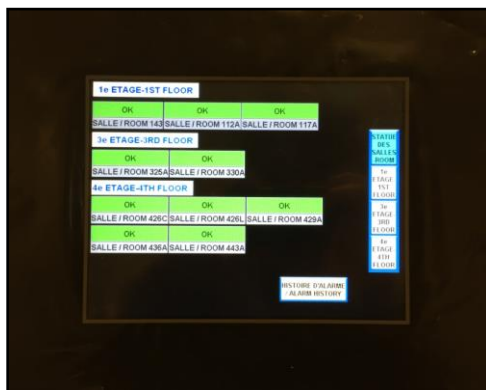 1e ETAGE-1ST FLOOR
OK OK OK
SALLE / ROOM 143 SALLE / ROOM 112A SALLE / ROOM 117A
3e ETAGE-3RD FLOOR
OK OK
SALLE / ROOM 325A SALLE / ROOM 330A
4e ETAGE-4TH FLOOR
OK OK OK
SALLE / ROOM 426C SALLE / ROOM 426L SALLE / ROOM 429A
OK OK
SALLE / ROOM 436A SALLE / ROOM 443A
STATUT
DES
SALLES
ROOM
1e
ETAGE
1ST
FLOOR
3e
ETAGE
3RD
FLOOR
4e
ETAGE
4TH
FLOOR
HISTOIRE D'ALARME
/ ALARM HISTORY